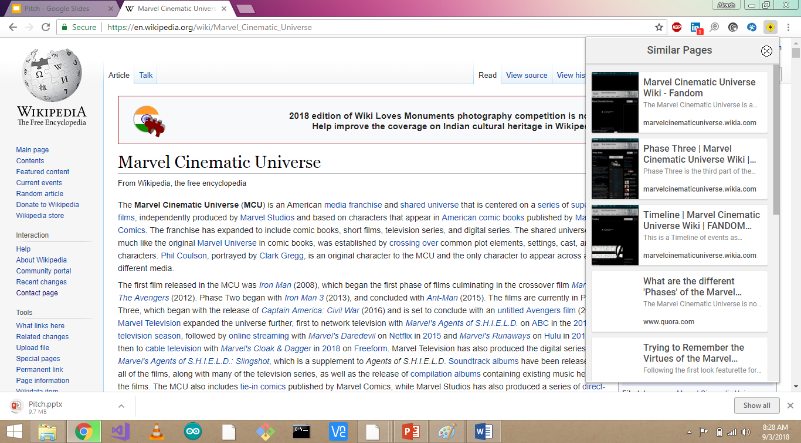 Pitch - Google Slides
Marvel Cinematic Univers
Secure
https://en.wikipedia.org/wiki/Marvel_Cinematic_Universe
ABP
WIKIPEDIA
The Free Encyclopedia
Main page
Contents
Featured content
Current events
Random article
Donate to Wikipedia
Wikipedia store
Interaction
Help
About Wikipedia
Community portal
Recent changes
Contact page
Tools
What links here
Related changes
Upload file
Special pages
Permanent link
Page information
Wikidata item
Article Talk
Read View source View his
2018 edition of Wiki Loves Monuments photography competition is no
Help improve the coverage on Indian cultural heritage in Wikipe
Marvel Cinematic Universe
From Wikipedia, the free encyclopedia
The Marvel Cinematic Universe (MCU) is an American media franchise and shared universe that is centered on a series of sup
films, independently produced by Marvel Studios and based on characters that appear in American comic books published by Ma
Comics. The franchise has expanded to include comic books, short films, television series, and digital series. The shared univers
much like the original Marvel Universe in comic books, was established by crossing over common plot elements, settings, cast, a
characters. Phil Coulson, portrayed by Clark Gregg, is an original character to the MCU and the only character to appear across a
different media.
The first film released in the MCU was Iron Man (2008), which began the first phase of films culminating in the crossover film Mar
The Avengers (2012). Phase Two began with Iron Man 3 (2013), and concluded with Ant-Man (2015). The films are currently in P
Three, which began with the release of Captain America: Civil War (2016) and is set to conclude with an untitled Avengers film (2
Marvel Television expanded the universe further, first to network television with Marvel's Agents of S.H.I.E.L.D. on ABC in the 201
television season, followed by online streaming with Marvel's Daredevil on Netflix in 2015 and Marvel's Runaways on Hulu in 201
then to cable television with Marvel's Cloak & Dagger in 2018 on Freeform. Marvel Television has also produced the digital series
Marvel's Agents of S.H.I.E.L.D.: Slingshot, which is a supplement to Agents of S.H.I.E.L.D. Soundtrack albums have been release
all of the films, along with many of the television series, as well as the release of compilation albums containing existing music he
the films. The MCU also includes tie-in comics published by Marvel Comics, while Marvel Studios has also produced a series of direct-
Similar Pages
Marvel Cinematic Universe
Wiki - Fandom
The Marvel Cinematic Universe is a...
marvelcinematicuniverse.wikia.com
Phase Three | Marvel
Cinematic Universe Wiki |...
Phase Three is the third part of the...
marvelcinematicuniverse.wikia.com
Timeline | Marvel Cinematic
Universe Wiki | FANDOM...
This is a Timeline of events as...
marvelcinematicuniverse.wikia.com
What are the different
'Phases' of the Marvel...
The Marvel Cinematic Universe is no...
www.quora.com
Trying to Remember the
Virtues of the Marvel...
Following the first featurette for...
Pitch.pptx
9.7 MB
Show all
8:28 AM
9/3/2018